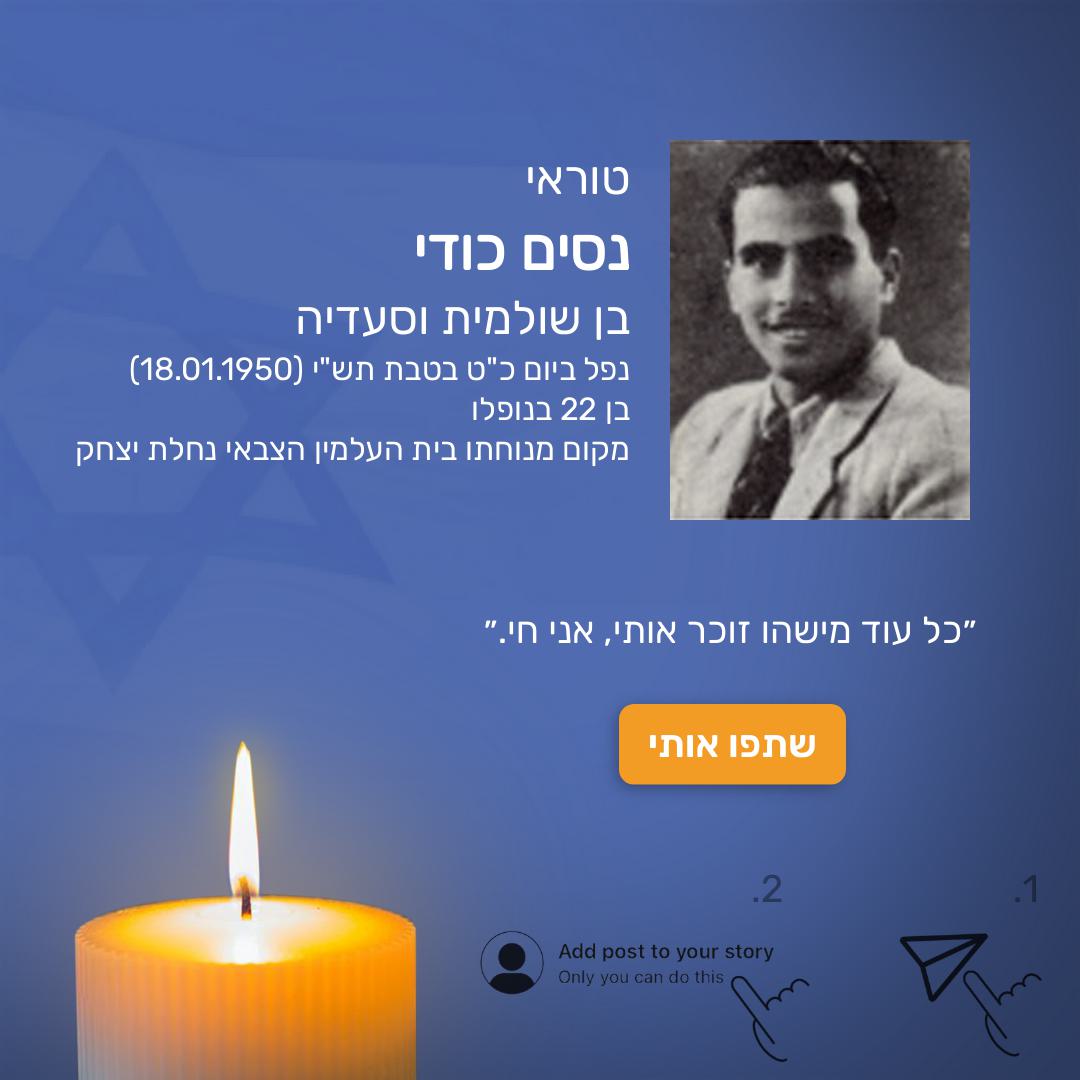 טוראי
נסים כודי
בן שולמית וסעדיה
נפל ביום כ"ט בטבת תש"י (18.01.1950)
בן 22 בנופלו
מקום מנוחתו בית העלמין הצבאי נחלת יצחק
״כל עוד מישהו זוכר אותי, אני חי.״
שתפו אותי
.1
.2
Add post to your story
Only you can do this